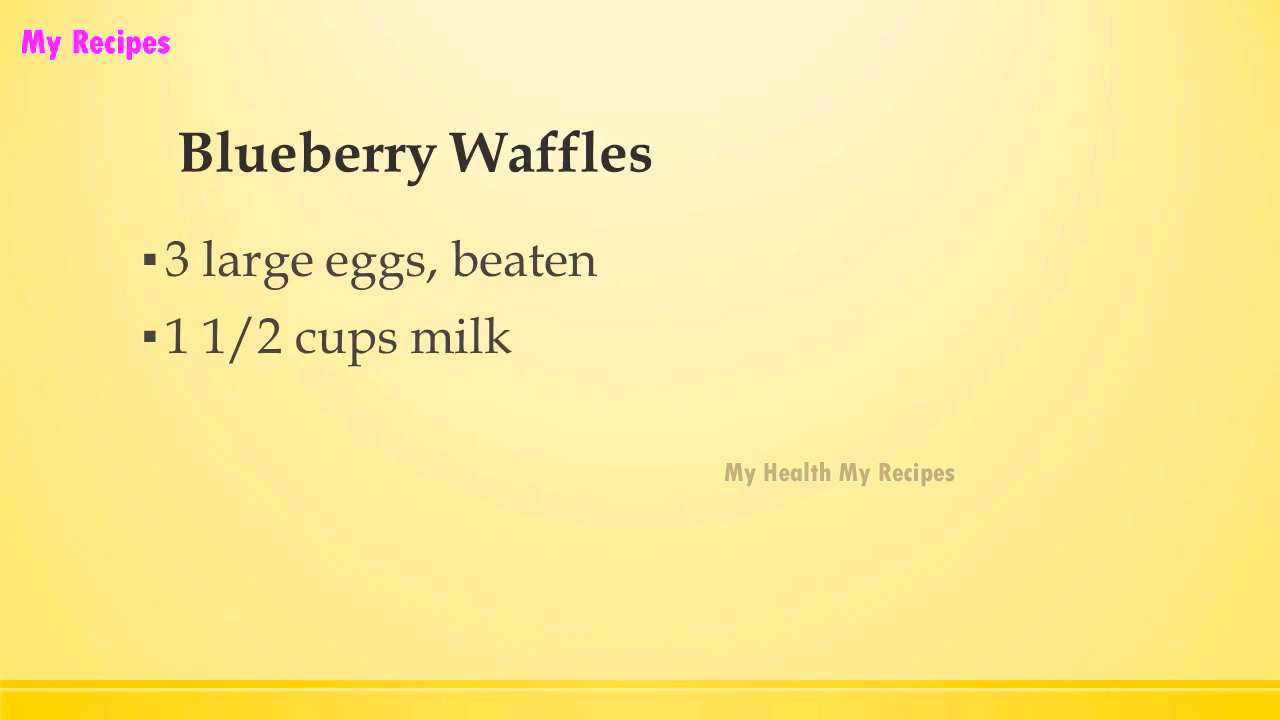 My Recipes
Blueberry Waffles
▪3 large eggs, beaten
▪1 1/2 cups milk
My Health My Recipes